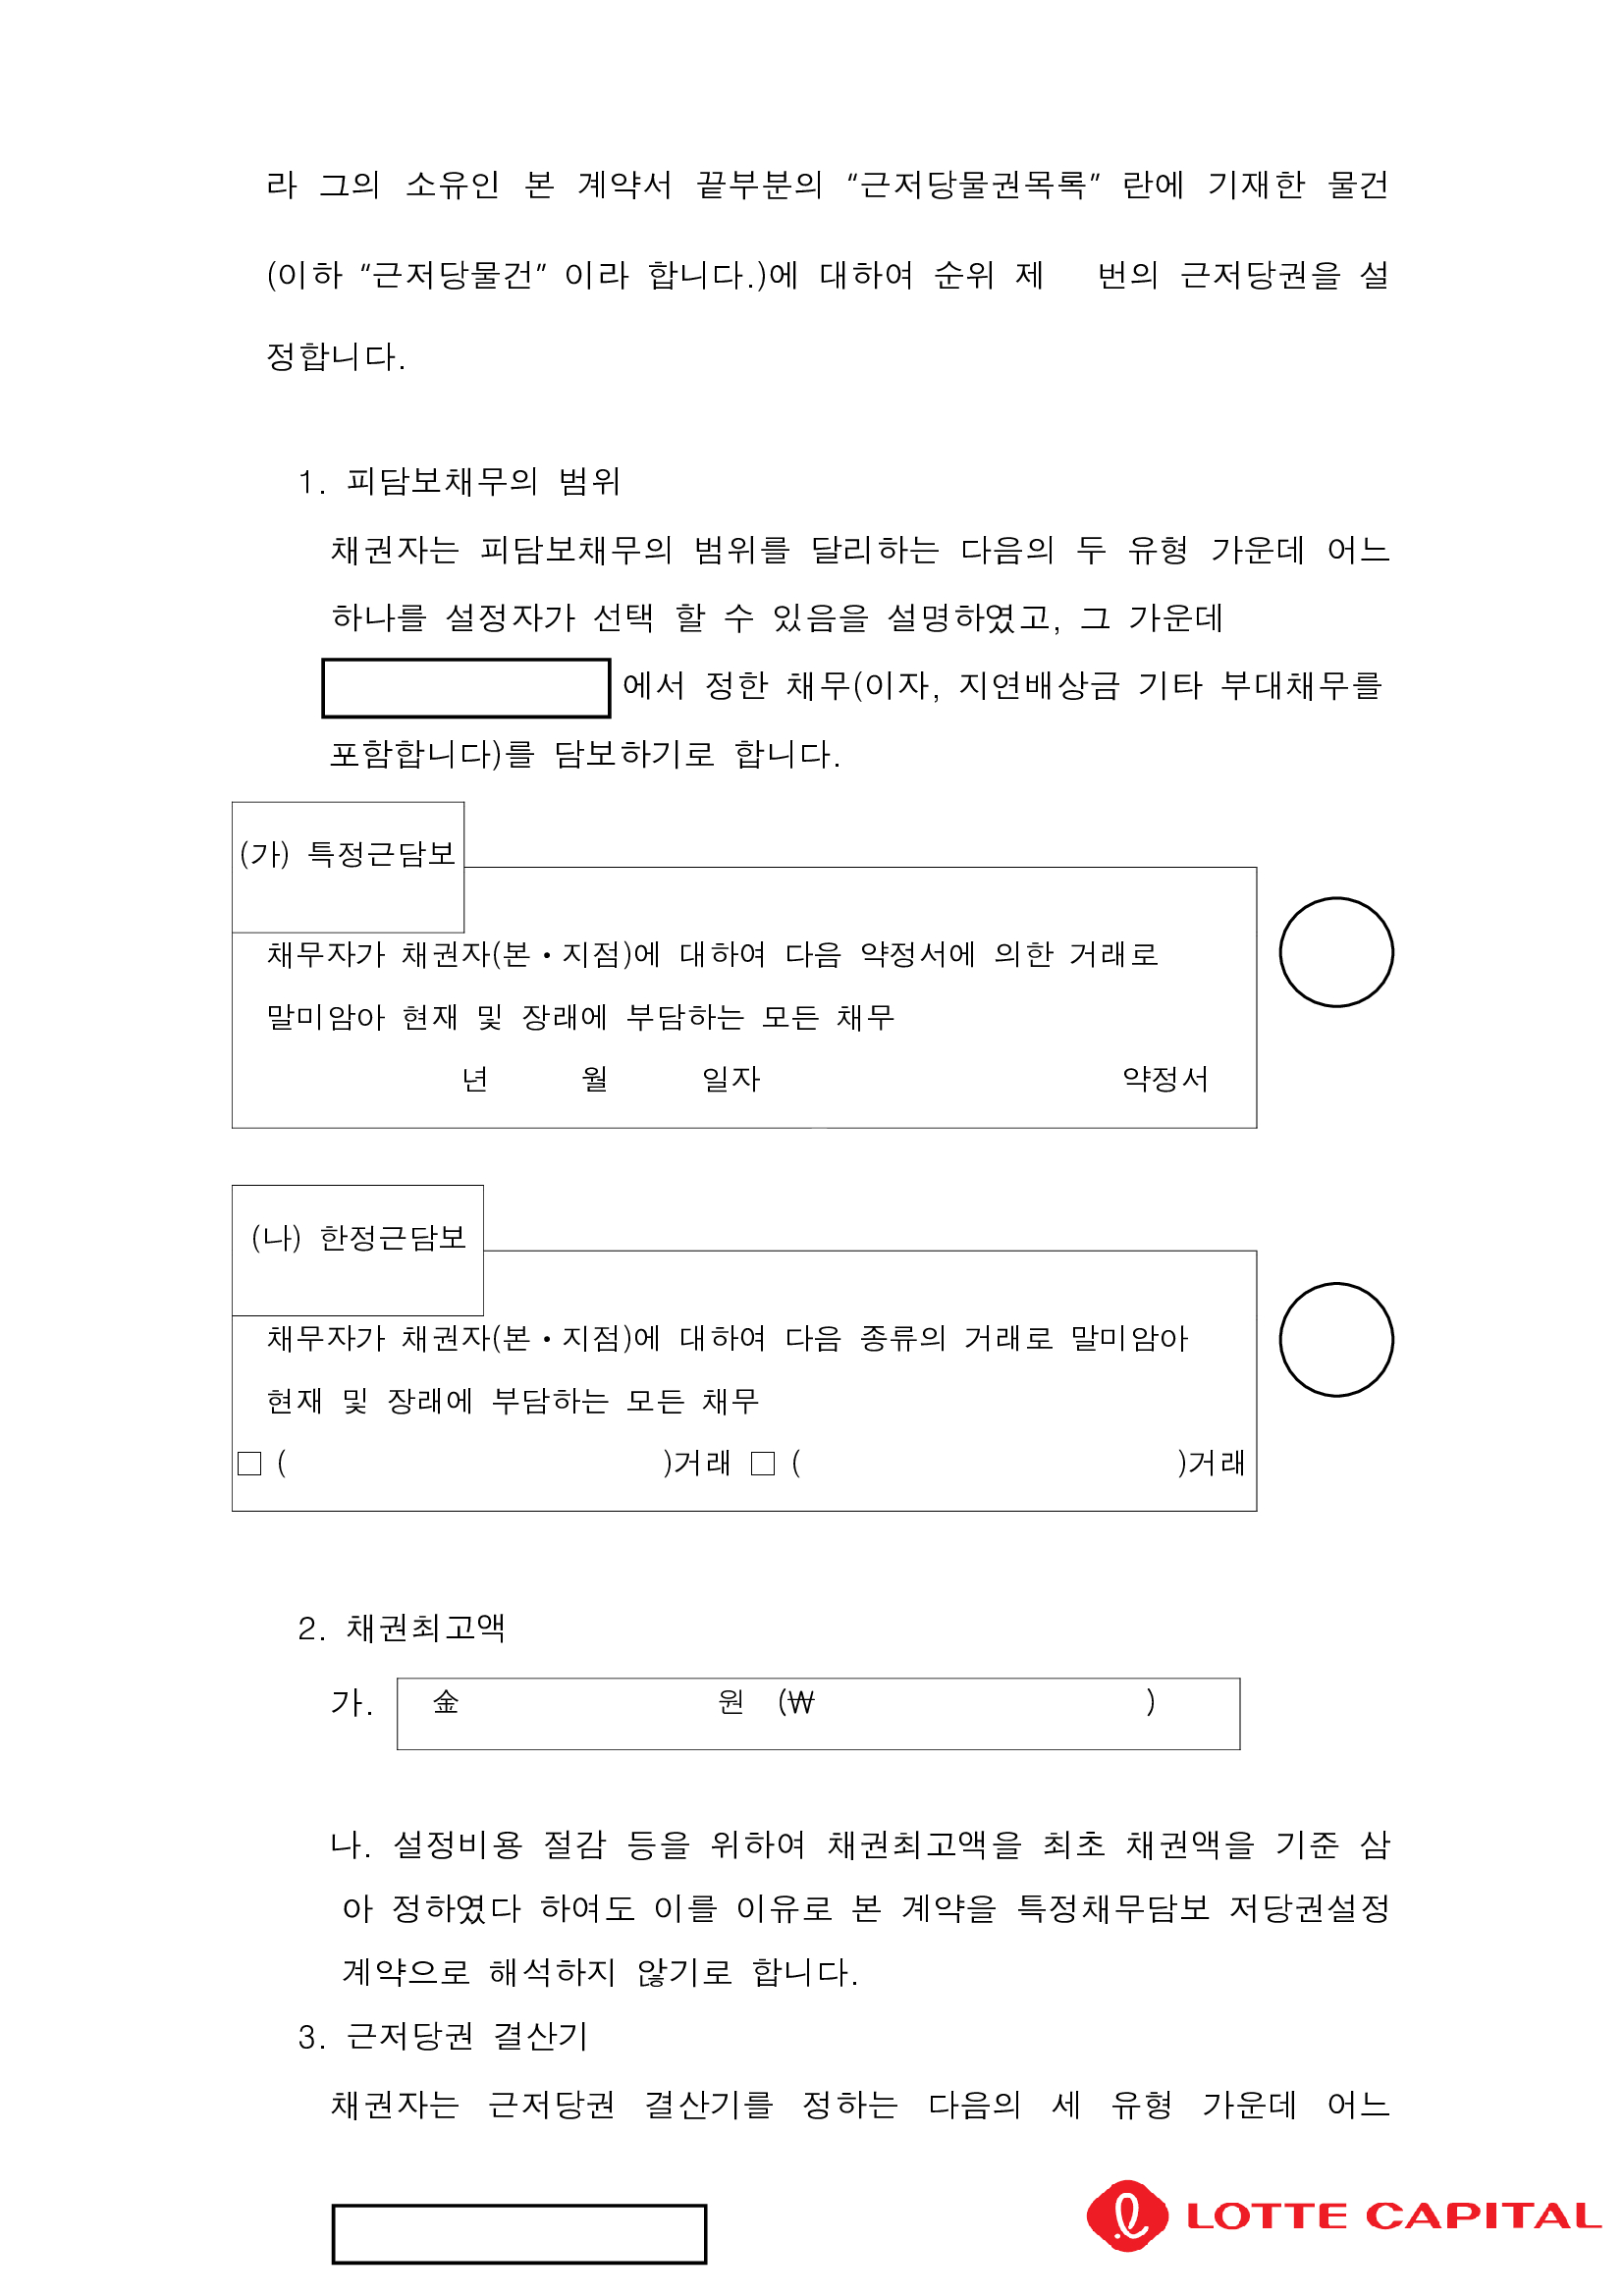 라 그의 소유인 본 계약서 끝부분의 “근저당물권목록” 란에 기재한 물건
(이하 “근저당물건” 이라 합니다.)에 대하여 순위 제 번의 근저당권을 설
정합니다.
1. 피담보채무의 범위
채권자는 피담보채무의 범위를 달리하는 다음의 두 유형 가운데 어느
하나를 설정자가 선택 할 수 있음을 설명하였고, 그 가운데
에서 정한 채무(이자, 지연배상금 기타 부대채무를
포함합니다)를 담보하기로 합니다.
(가) 특정근담보
채무자가 채권자(본·지점)에 대하여 다음 약정서에 의한 거래로
말미암아 현재 및 장래에 부담하는 모든 채무
년 월 일자 약정서
(나) 한정근담보
채무자가 채권자(본·지점)에 대하여 다음 종류의 거래로 말미암아
현재 및 장래에 부담하는 모든 채무
□ ( )거래 □ ( )거래
2. 채권최고액
가. 金 원 (₩ )
나. 설정비용 절감 등을 위하여 채권최고액을 최초 채권액을 기준 삼
아 정하였다 하여도 이를 이유로 본 계약을 특정채무담보 저당권설정
계약으로 해석하지 않기로 합니다.
3. 근저당권 결산기
채권자는 근저당권 결산기를 정하는 다음의 세 유형 가운데 어느
LOTTE CAPITAL